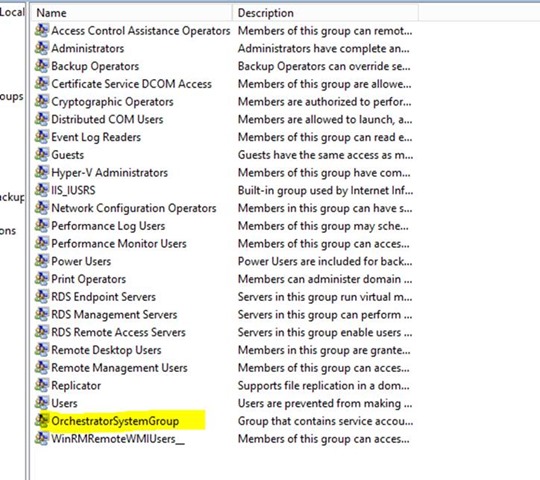 Local
Name Description
Access Control Assistance Operators Members of this group can remot...
Administrators Administrators have complete an...
Backup Operators Backup Operators can override se...
Certificate Service DCOM Access Members of this group are allowe...
oups Cryptographic Operators Members are authorized to perfor...
Distributed COM Users Members are allowed to launch, a...
Event Log Readers Members of this group can read e...
Guests Guests have the same access as m...
Hyper-V Administrators Members of this group have com...
ackup IIS_IUSRS Built-in group used by Internet Inf...
Network Configuration Operators Members in this group can have s...
ons Performance Log Users Members of this group may sche...
Performance Monitor Users Members of this group can acces...
Power Users Power Users are included for back...
Print Operators Members can administer domain ...
RDS Endpoint Servers Servers in this group run virtual m...
RDS Management Servers Servers in this group can perform ...
RDS Remote Access Servers Servers in this group enable users ...
Remote Desktop Users Members in this group are grante...
Remote Management Users Members of this group can acces...
Replicator Supports file replication in a dom...
Users Users are prevented from making ...
OrchestratorSystemGroup Group that contains service accou...
WinRMRemoteWMIUsers__ Members of this group can acces...